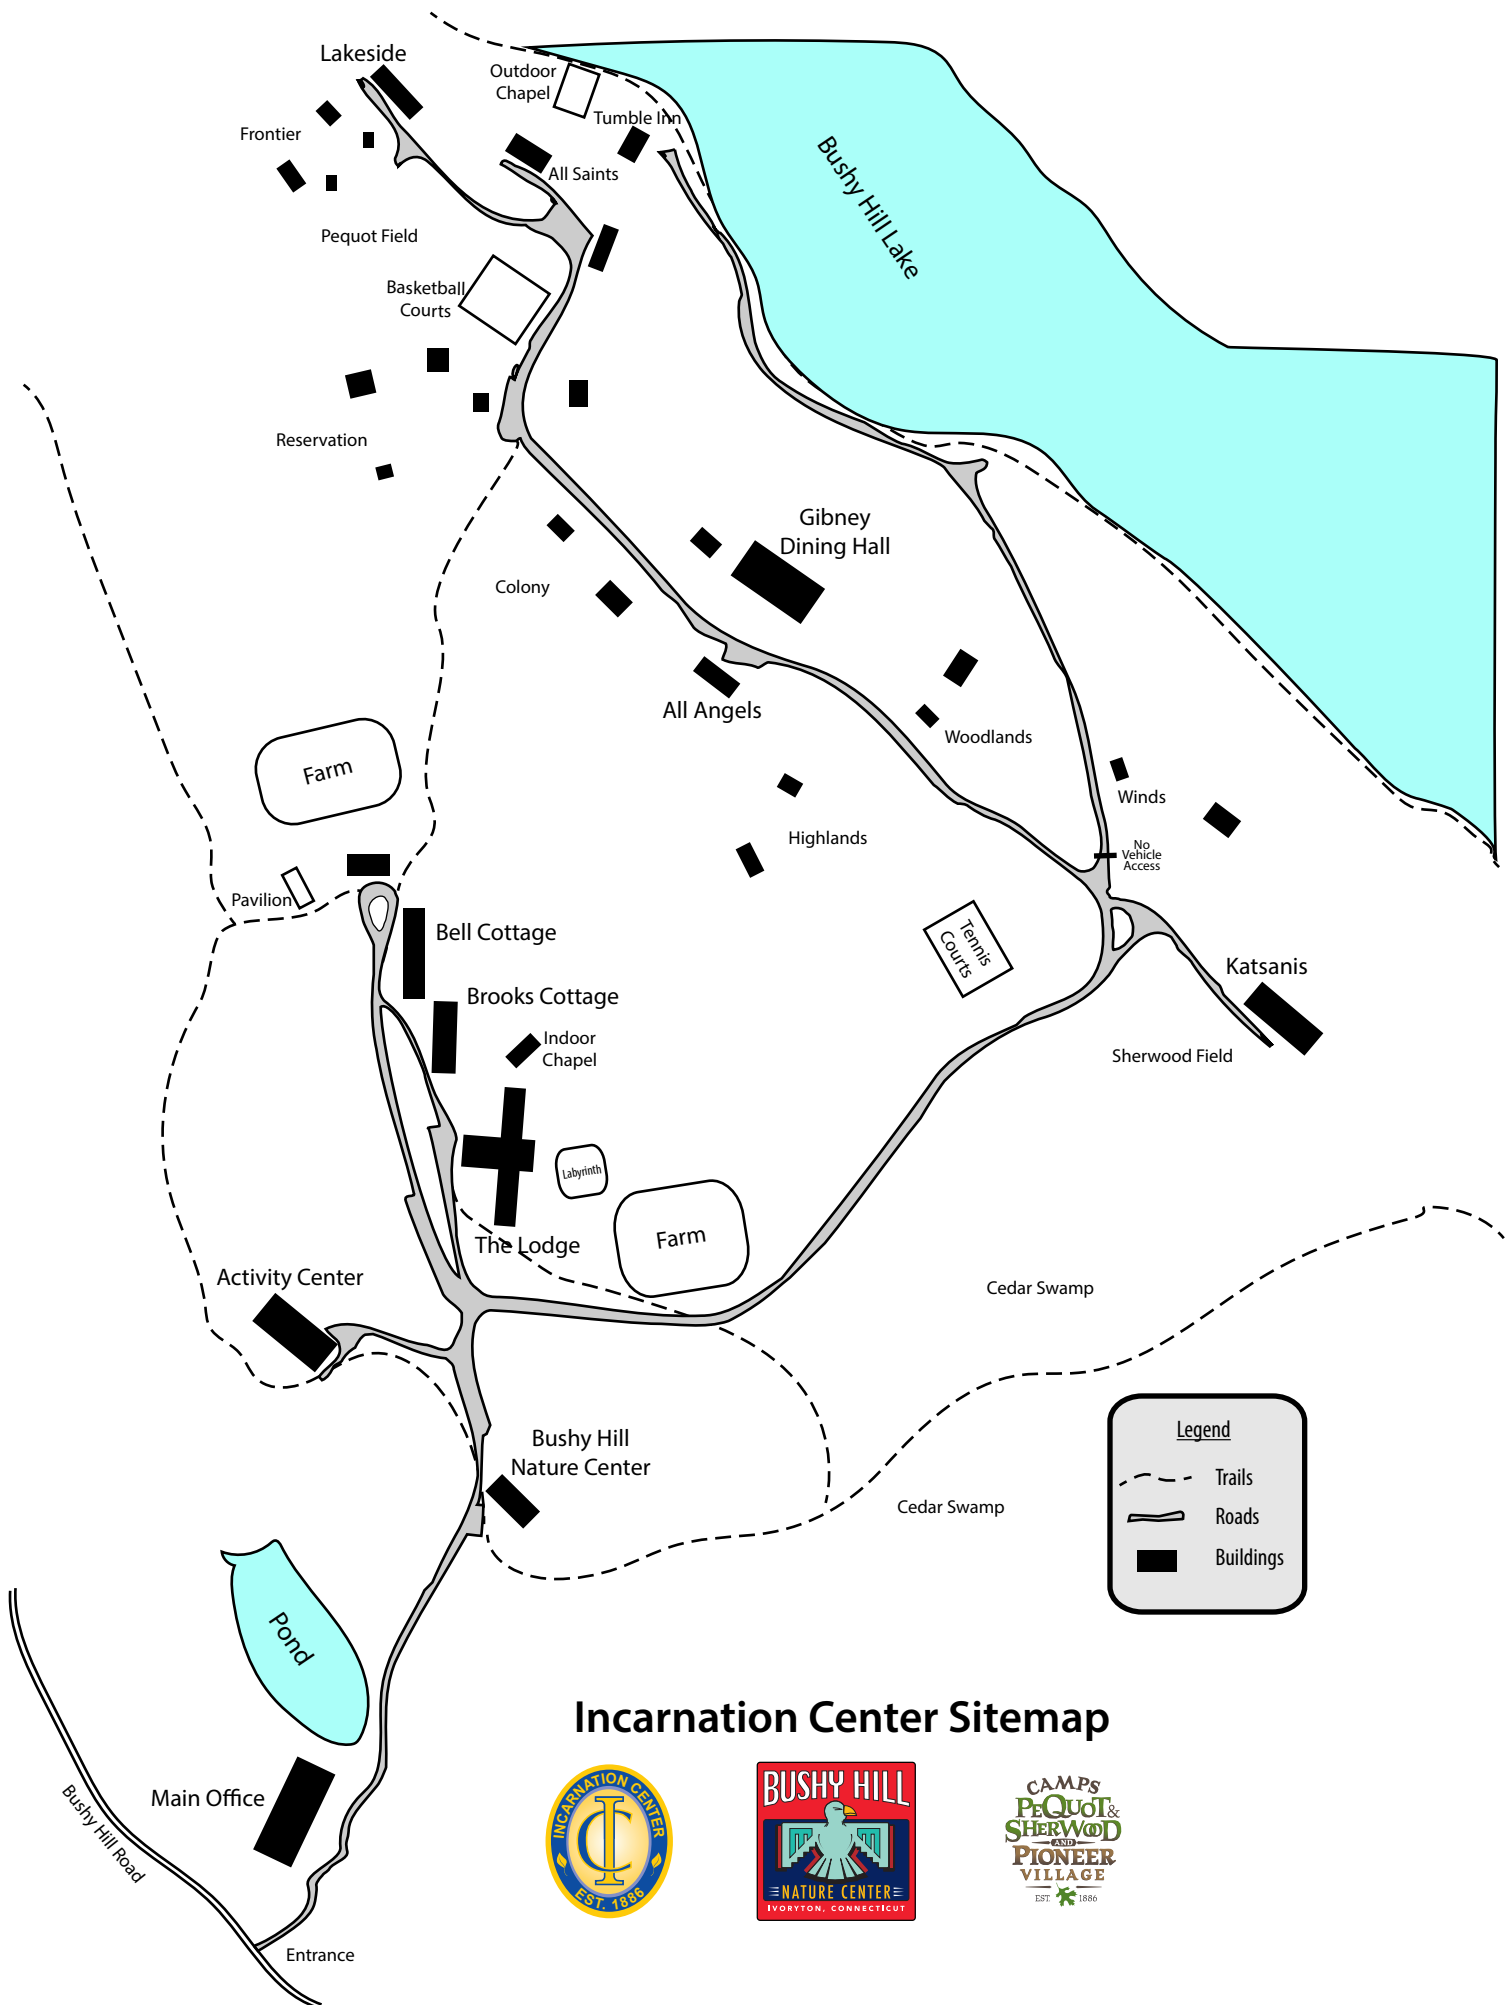 Lakeside
Outdoor
Chapel
Tumble Inn
Frontier
All Saints
Bushy Hill Lake
Pequot Field
Basketball
Courts
Reservation
Gibney
Dining Hall
Colony
All Angels
Woodlands
Farm
Winds
Highlands
No
Vehicle
Access
Pavilion
Bell Cottage
Tennis
Courts
Katsanis
Brooks Cottage
Indoor
Chapel
Sherwood Field
Labyrinth
The Lodge
Farm
Activity Center
Cedar Swamp
Bushy Hill
Nature Center
Cedar Swamp
Legend
Trails
Roads
Buildings
Pond
Incarnation Center Sitemap
Main Office
Bushy Hill Road
Entrance
INCARNATION CENTER
CI
EST. 1886
BUSHY HILL
NATURE CENTER
IVORYTON, CONNECTICUT
CAMPS
PEQUOT &
SHERWOOD
AND
PIONEER
VILLAGE
EST. 1886